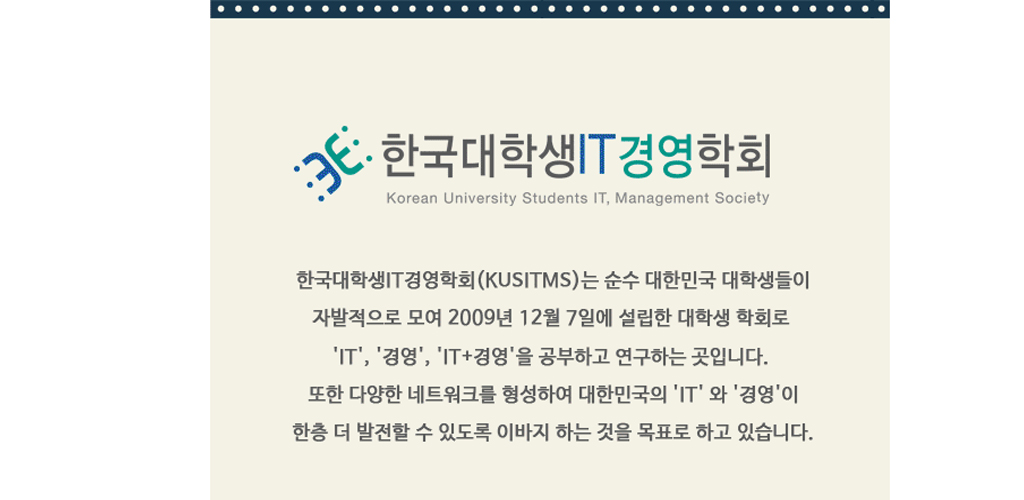 한국대학생IT경영학회
Korean University Students IT, Management Society
한국대학생IT경영학회(KUSITMS)는 순수 대한민국 대학생들이
자발적으로 모여 2009년 12월 7일에 설립한 대학생 학회로
'IT', '경영', 'IT+경영'을 공부하고 연구하는 곳입니다.
또한 다양한 네트워크를 형성하여 대한민국의 'IT' 와 '경영'이
한층 더 발전할 수 있도록 이바지 하는 것을 목표로 하고 있습니다.